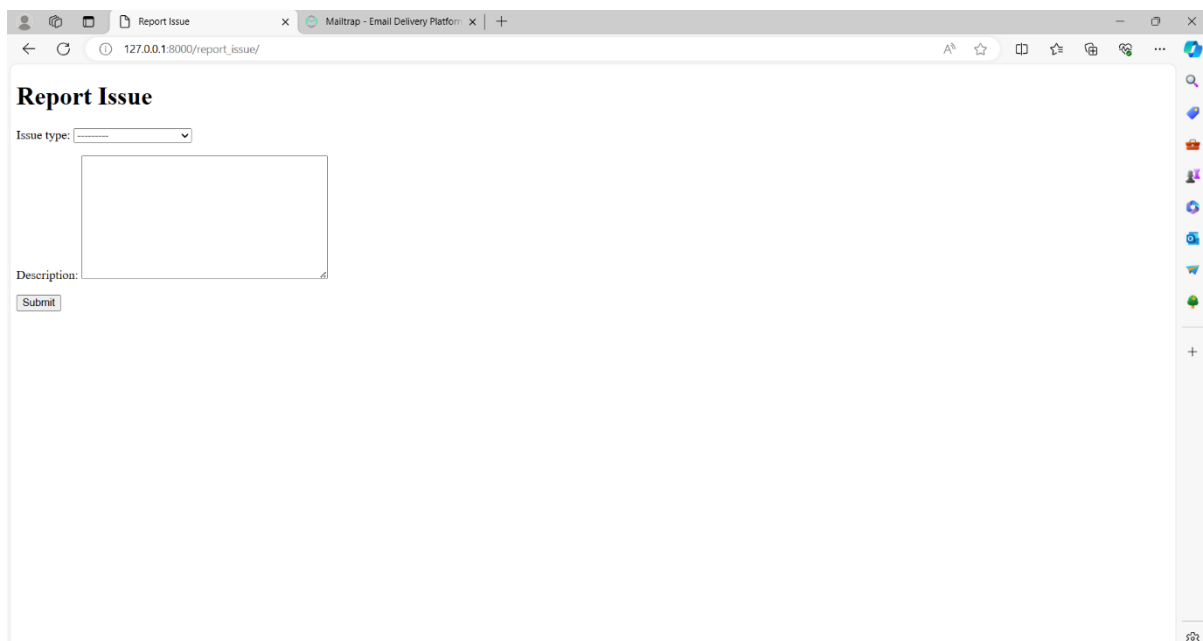 Report Issue
Mailtrap - Email Delivery Platform
127.0.0.1:8000/report_issue/
Report Issue
Issue type: ---------
Description:
Submit